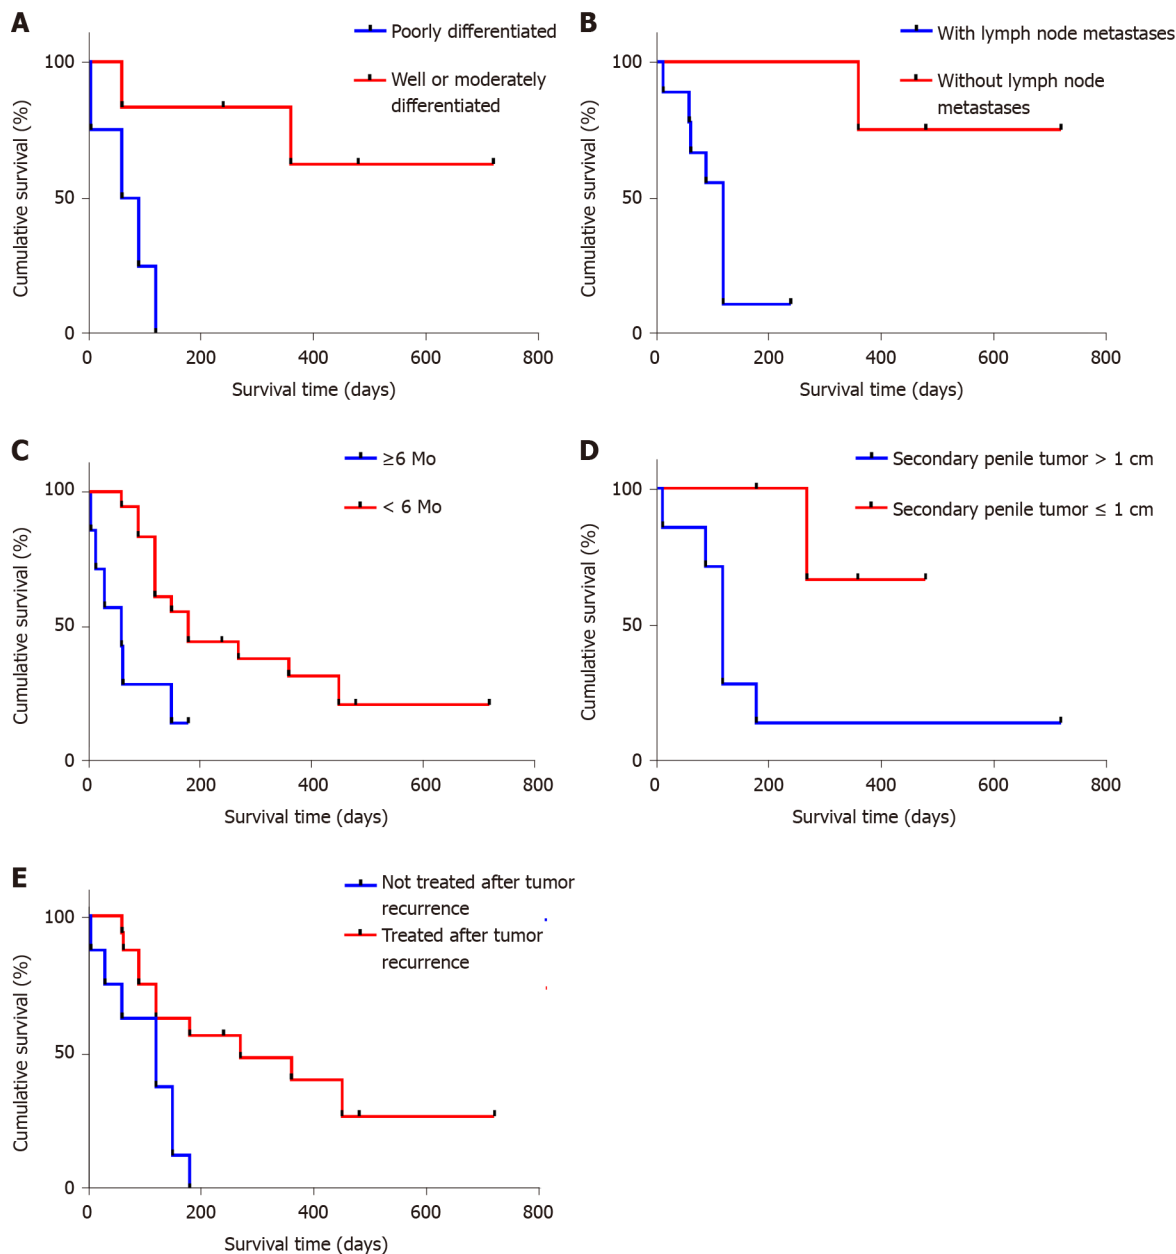 A
Poorly differentiated
Well or moderately
differentiated
100
50
0
Cumulative survival (%)
0 200 400 600 800
Survival time (days)
B
With lymph node metastases
Without lymph node
metastases
100
50
0
Cumulative survival (%)
0 200 400 600 800
Survival time (days)
C
≥6 Mo
< 6 Mo
100
50
0
Cumulative survival (%)
0 200 400 600 800
Survival time (days)
D
Secondary penile tumor > 1 cm
Secondary penile tumor ≤ 1 cm
100
50
0
Cumulative survival (%)
0 200 400 600 800
Survival time (days)
E
Not treated after tumor
recurrence
Treated after tumor
recurrence
100
50
0
Cumulative survival (%)
0 200 400 600 800
Survival time (days)